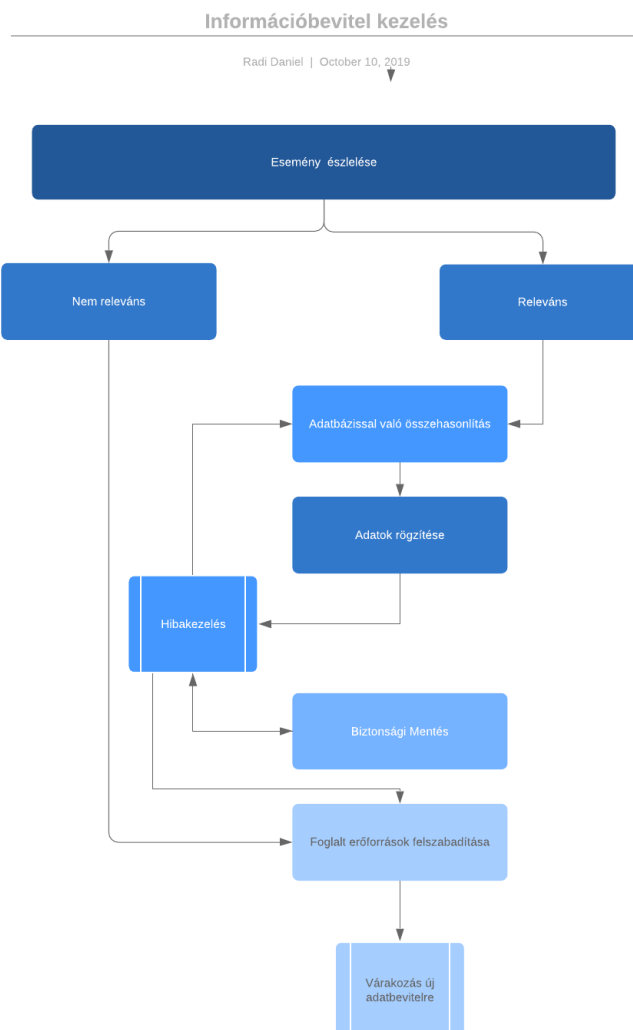 Információbevitel kezelés
Radi Daniel | October 10, 2019
Esemény észlelése
Nem releváns
Releváns
Adatbázissal való összehasonlítás
Adatok rögzítése
Hibakezelés
Biztonsági Mentés
Foglalt erőforrások felszabadítása
Várakozás új
adatbevitelre